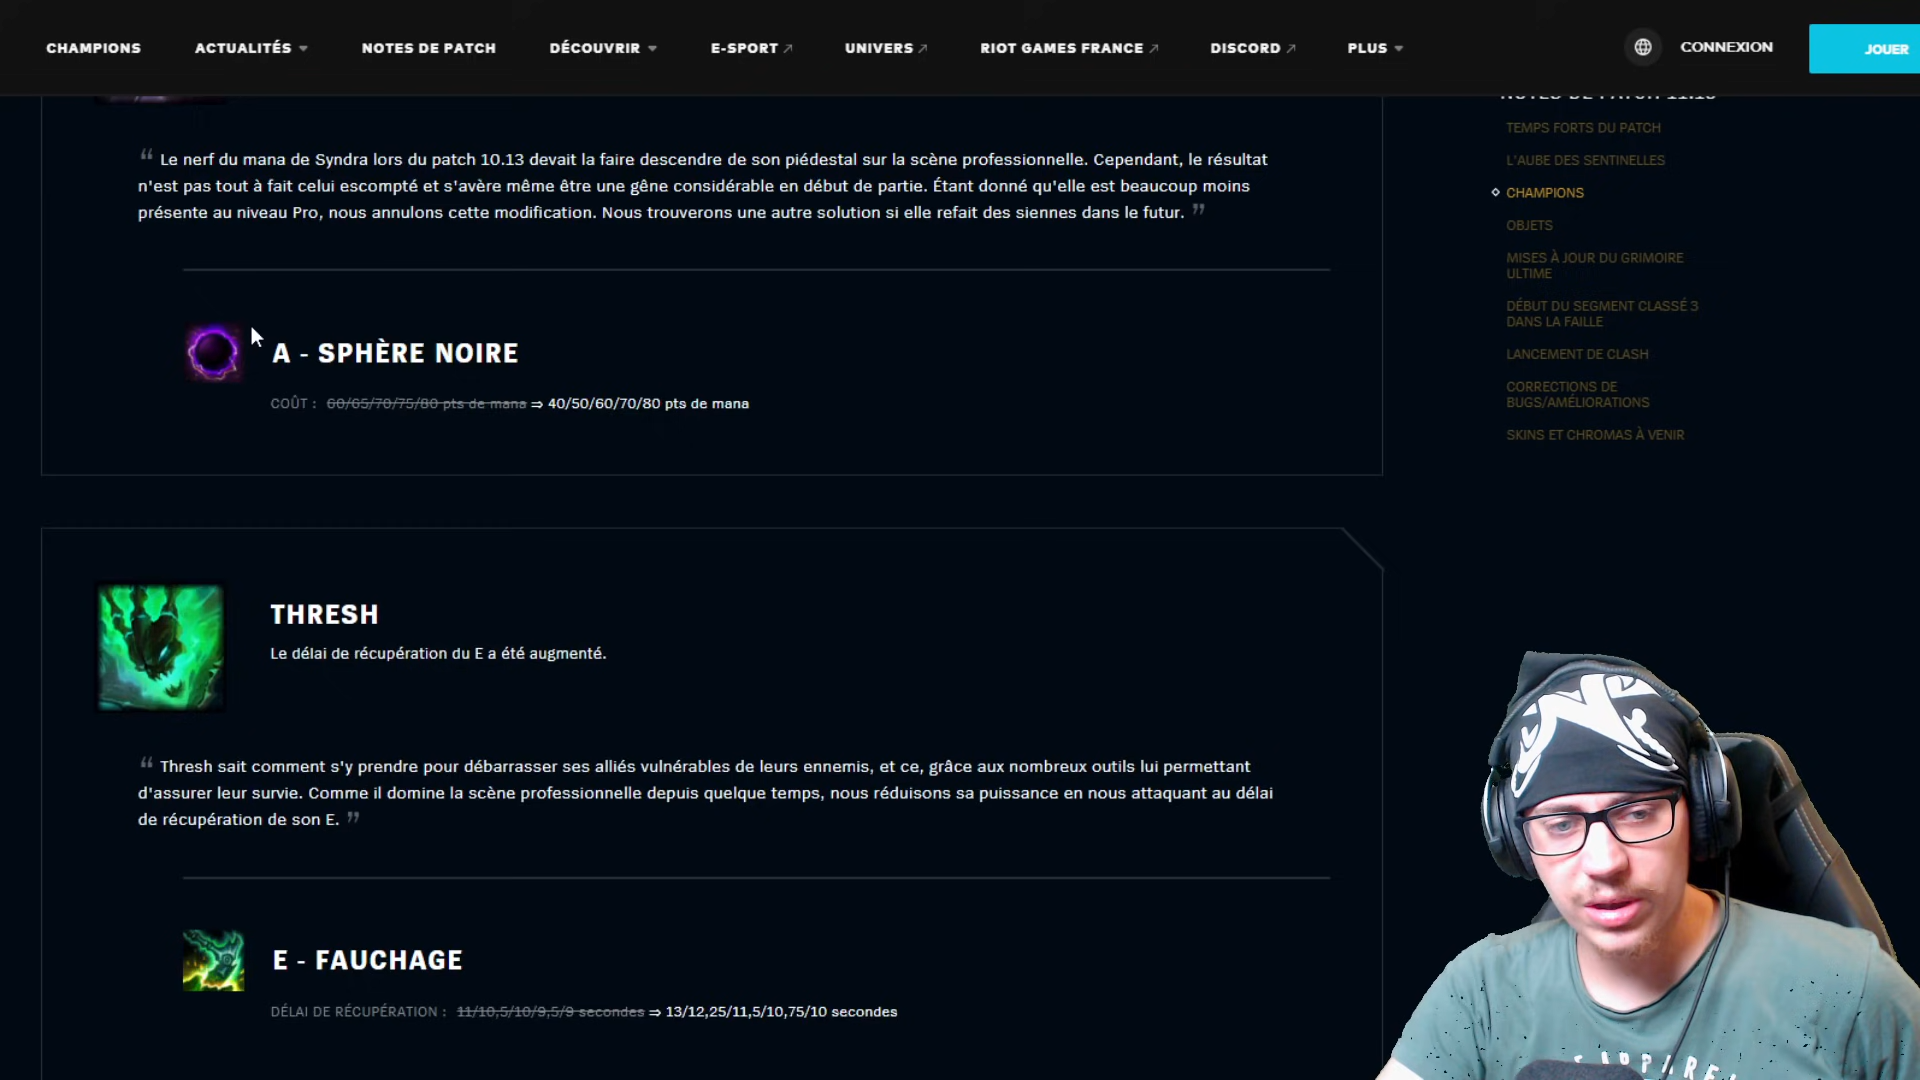 CHAMPIONS ACTUALITÉS NOTES DE PATCH DÉCOUVRIR E-SPORT UNIVERS RIOT GAMES FRANCE DISCORD PLUS CONNEXION JOUER
“ Le nerf du mana de Syndra lors du patch 10.13 devait la faire descendre de son piédestal sur la scène professionnelle. Cependant, le résultat
n'est pas tout à fait celui escompté et s'avère même être une gêne considérable en début de partie. Étant donné qu'elle est beaucoup moins
présente au niveau Pro, nous annulons cette modification. Nous trouverons une autre solution si elle refait des siennes dans le futur. ”
A - SPHÈRE NOIRE
COÛT : 60/65/70/75/80 pts de mana ⇒ 40/50/60/70/80 pts de mana
THRESH
Le délai de récupération du E a été augmenté.
“ Thresh sait comment s'y prendre pour débarrasser ses alliés vulnérables de leurs ennemis, et ce, grâce aux nombreux outils lui permettant
d'assurer leur survie. Comme il domine la scène professionnelle depuis quelque temps, nous réduisons sa puissance en nous attaquant au délai
de récupération de son E. ”
E - FAUCHAGE
DÉLAI DE RÉCUPÉRATION : 11/10,5/10/9,5/9 secondes ⇒ 13/12,25/11,5/10,75/10 secondes
NOTES DE PATCH
TEMPS FORTS DU PATCH
L'AUBE DES SENTINELLES
CHAMPIONS
OBJETS
MISES À JOUR DU GRIMOIRE
ULTIME
DÉBUT DU SEGMENT CLASSÉ 3
DANS LA FAILLE
LANCEMENT DE CLASH
CORRECTIONS DE
BUGS/AMÉLIORATIONS
SKINS ET CHROMAS À VENIR